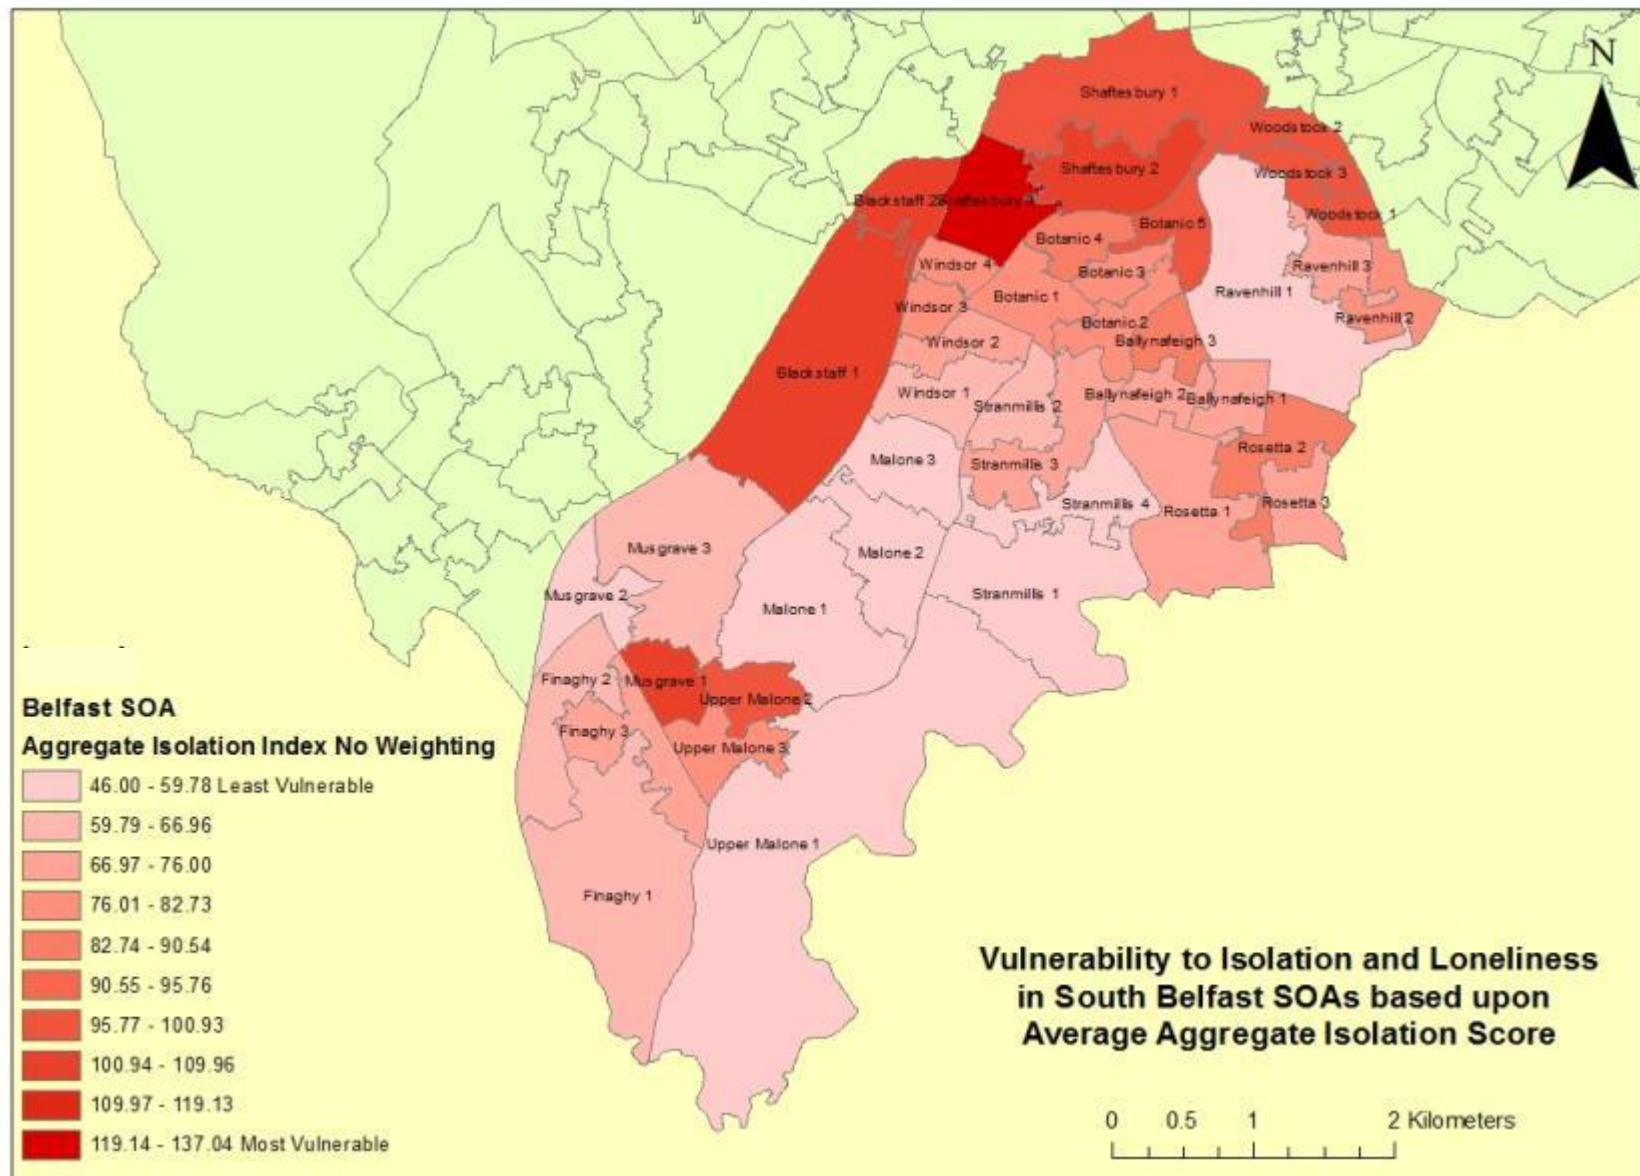 N
Shaftesbury 1
Woodstock 2
Shaftesbury 2
Woodstock 3
Blackstaff 2
Shaftesbury
Woodstock 1
Botanic 5
Botanic 4
Windsor 4
Ravenhill 3
Botanic 3
Ravenhill 1
Botanic 1
Windsor 3
Ravenhill 2
Botanic 2
Windsor 2
Ballynafeigh 3
Blackstaff 1
Windsor 1
Ballynafeigh 2
Ballynafeigh 1
Stranmillis 2
Rosetta 2
Malone 3
Stranmillis 3
Stranmillis 4
Rosetta 3
Rosetta 1
Musgrave 3
Malone 2
Musgrave 2
Stranmillis 1
Malone 1
Finaghy 2
Musgrave 1
Upper Malone 2
Finaghy 3
Upper Malone 3
Upper Malone 1
Finaghy 1
Belfast SOA
Aggregate Isolation Index No Weighting
46.00 - 59.78 Least Vulnerable
59.79 - 66.96
66.97 - 76.00
76.01 - 82.73
82.74 - 90.54
90.55 - 95.76
95.77 - 100.93
100.94 - 109.96
109.97 - 119.13
119.14 - 137.04 Most Vulnerable
Vulnerability to Isolation and Loneliness
in South Belfast SOAs based upon
Average Aggregate Isolation Score
0 0.5 1 2 Kilometers